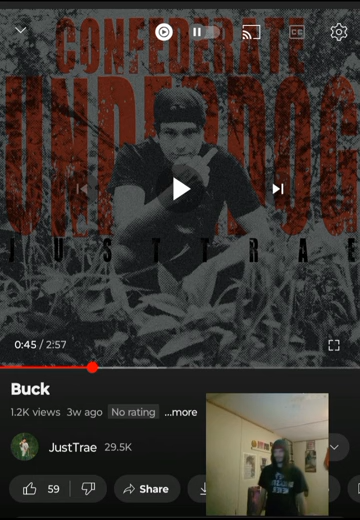 CONFEDERATE
UNDERDOG
JUSTTRAE
CC
0:45 / 2:57
Buck
1.2K views 3w ago No rating ...more
JustTrae 29.5K
59 Share